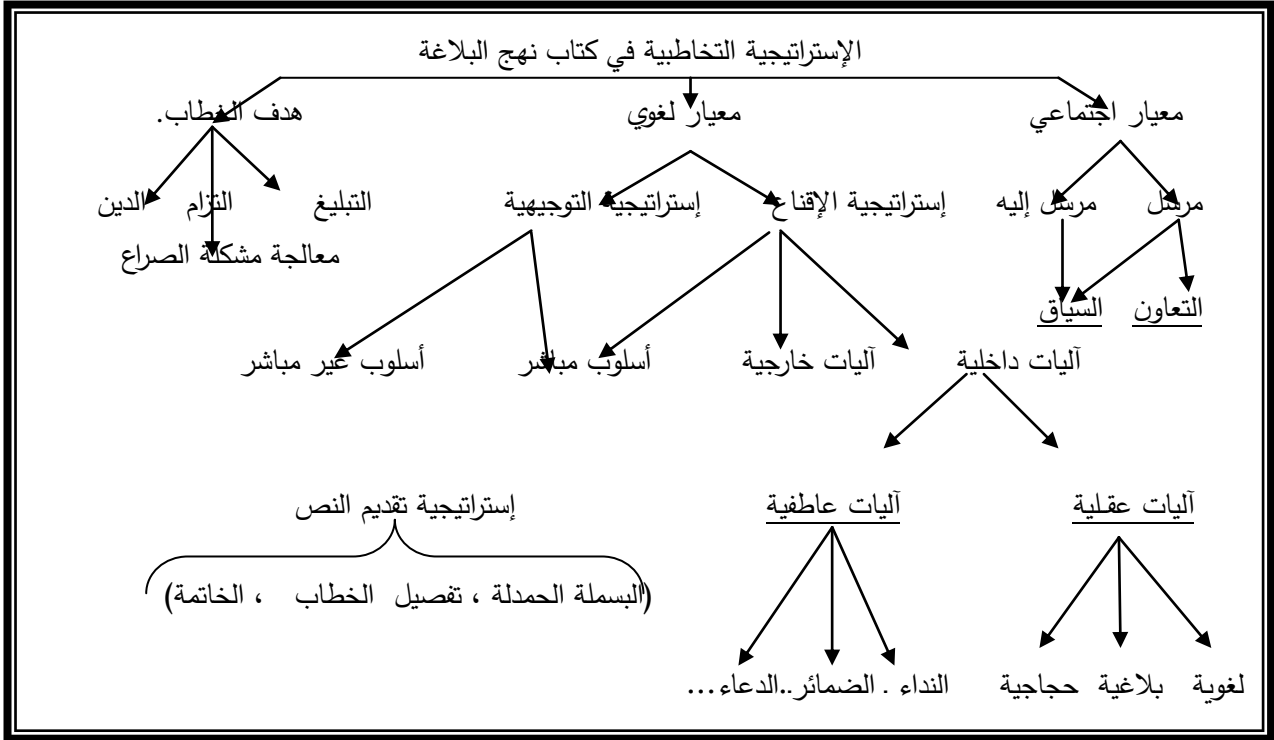 الإستراتيجية التخاطبية في كتاب نهج البلاغة
معيار اجتماعي معيار لغوي هدف الخطاب.
مرسل مرسل إليه إستراتيجية الإقناع إستراتيجية التوجيهية التبليغ التزام الدين
معالجة مشكلة الصراع
التعاون السياق
آليات داخلية آليات خارجية أسلوب مباشر أسلوب غير مباشر
آليات عقلية آليات عاطفية إستراتيجية تقديم النص
(البسملة الحمدلة ، تفصيل الخطاب ، الخاتمة)
لغوية بلاغية حجاجية النداء . الضمائر..الدعاء...